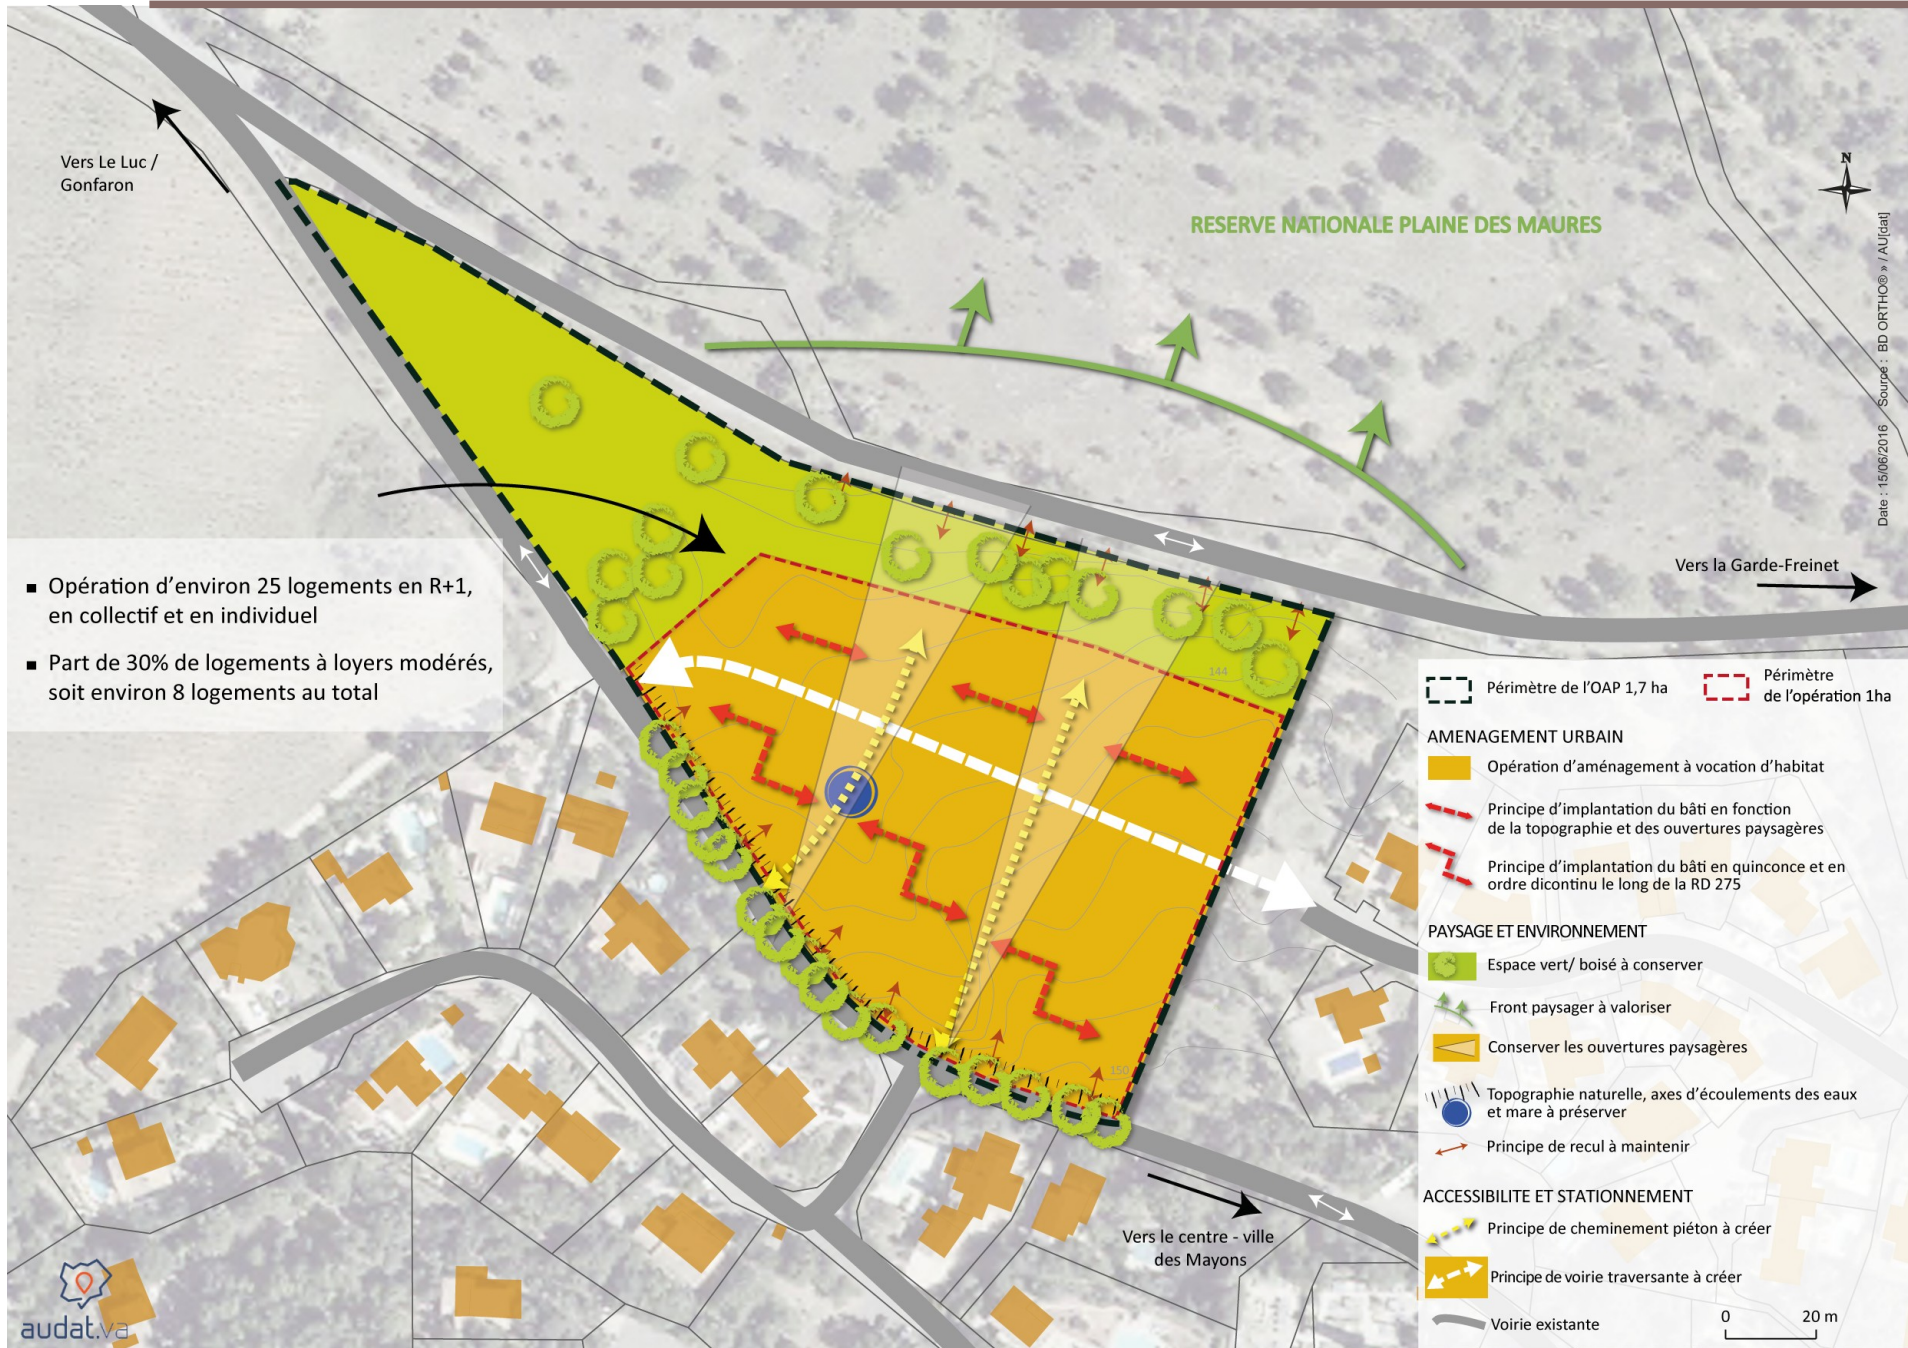 Vers Le Luc /
Gonfaron
N
RESERVE NATIONALE PLAINE DES MAURES
Date : 15/06/2016 Source : BD ORTHO® » / AU[dat]
▪ Opération d'environ 25 logements en R+1,
en collectif et en individuel
▪ Part de 30% de logements à loyers modérés,
soit environ 8 logements au total
Vers la Garde-Freinet
144
150
Vers le centre - ville
des Mayons
Périmètre de l'OAP 1,7 ha
Périmètre
de l'opération 1ha
AMENAGEMENT URBAIN
Opération d'aménagement à vocation d'habitat
Principe d'implantation du bâti en fonction
de la topographie et des ouvertures paysagères
Principe d'implantation du bâti en quinconce et en
ordre dicontinu le long de la RD 275
PAYSAGE ET ENVIRONNEMENT
Espace vert/ boisé à conserver
Front paysager à valoriser
Conserver les ouvertures paysagères
Topographie naturelle, axes d'écoulements des eaux
et mare à préserver
Principe de recul à maintenir
ACCESSIBILITE ET STATIONNEMENT
Principe de cheminement piéton à créer
Principe de voirie traversante à créer
Voirie existante
0 20 m
audat.va